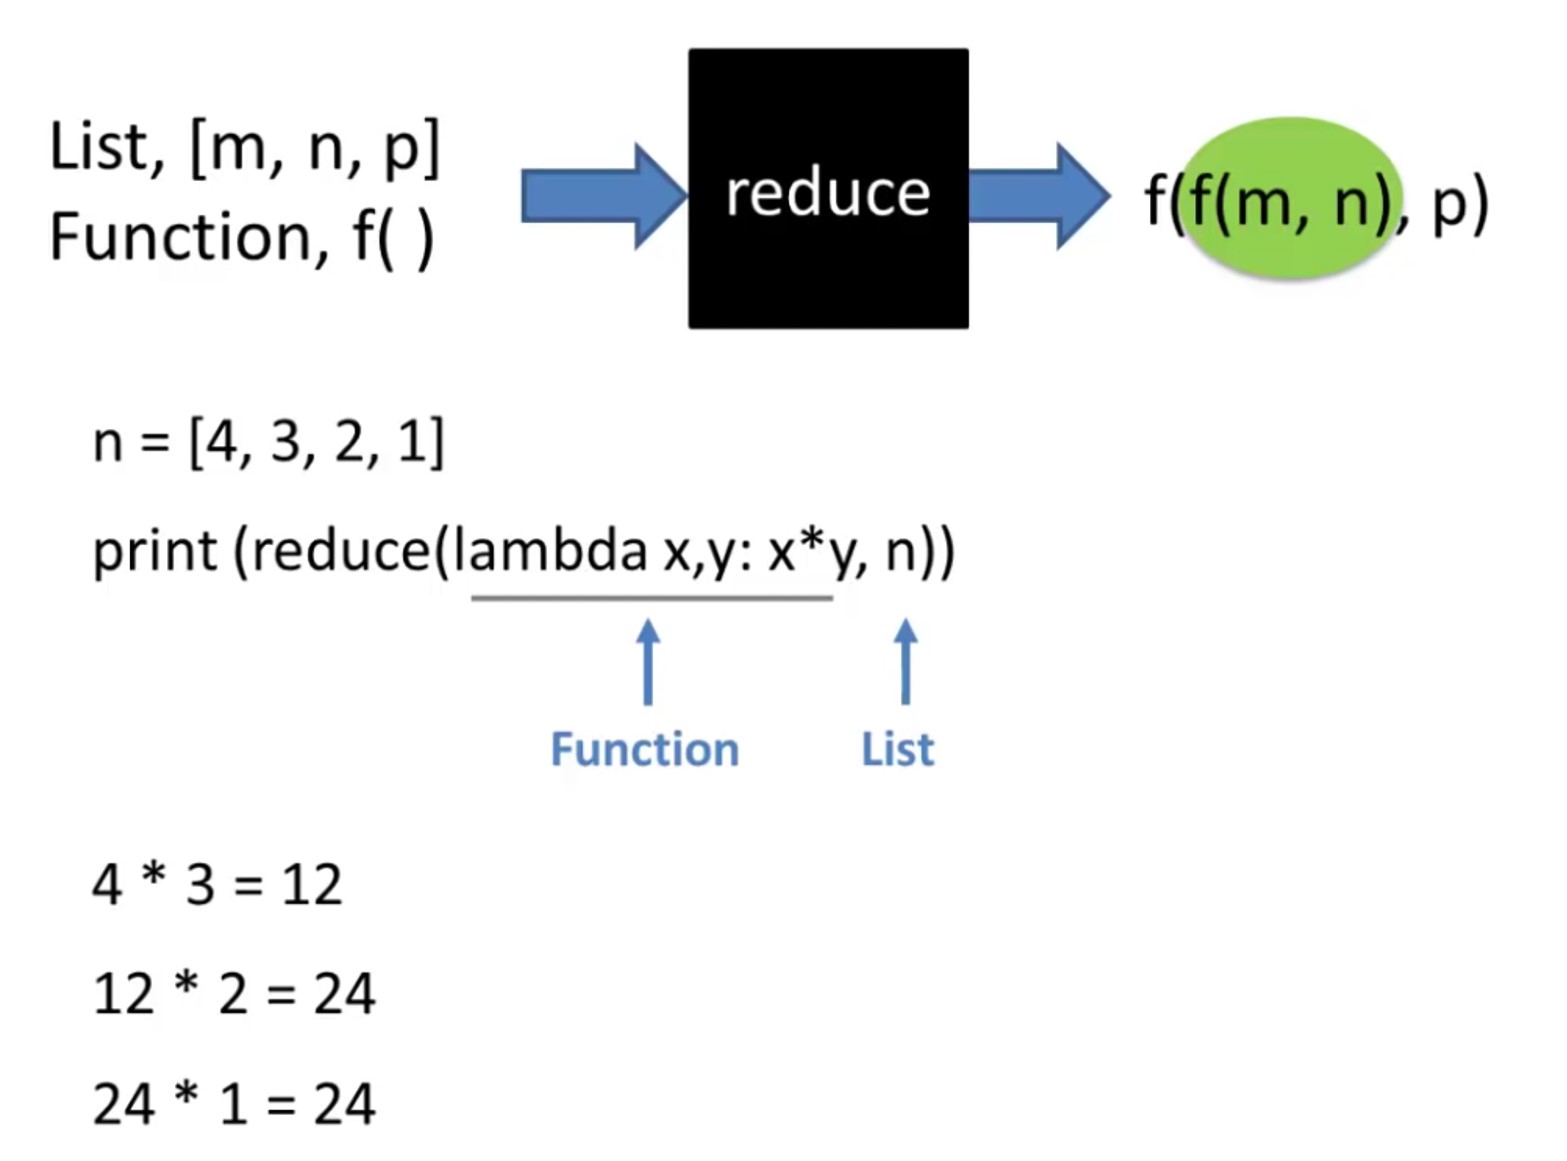 List, [m, n, p]
Function, f( )
reduce
f(f(m, n), p)
n = [4, 3, 2, 1]
print (reduce(lambda x,y: x*y, n))
Function
List
4 * 3 = 12
12 * 2 = 24
24 * 1 = 24